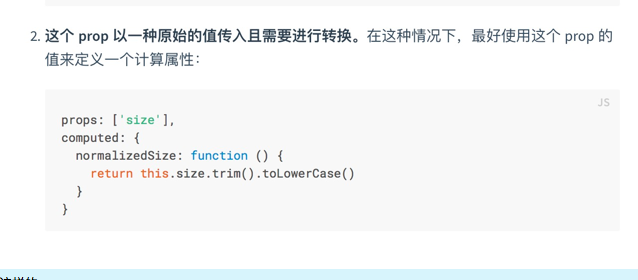 2. 这个 prop 以一种原始的值传入且需要进行转换。在这种情况下，最好使用这个 prop 的
值来定义一个计算属性：
JS
props: ['size'],
computed: {
  normalizedSize: function () {
    return this.size.trim().toLowerCase()
  }
}